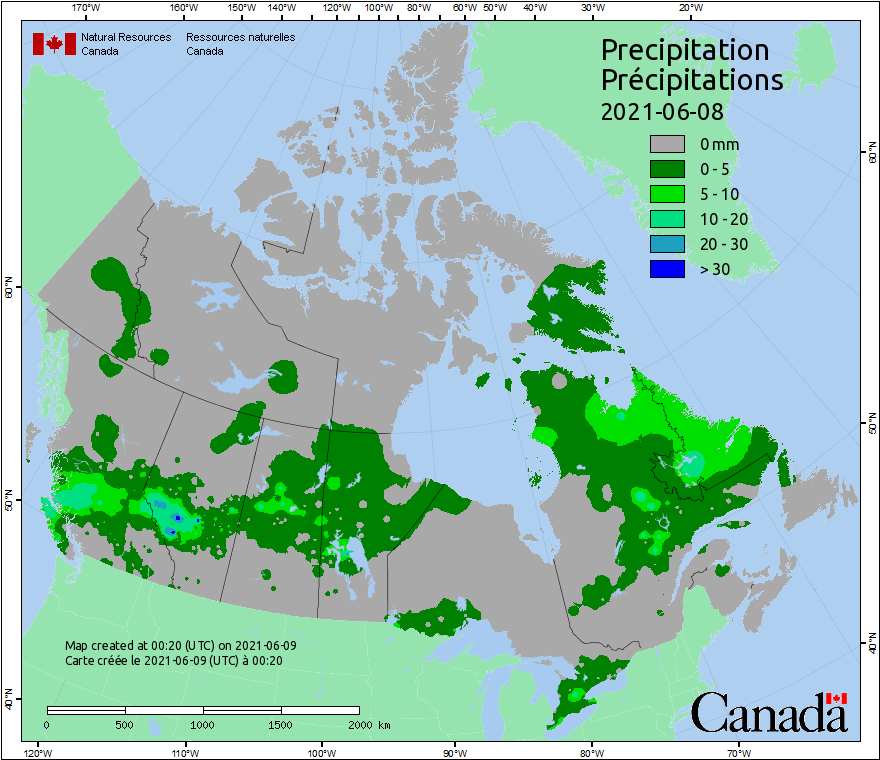 170°W 160°W 150°W 140°W 130°W 120°W 110°W 100°W 90°W 80°W 60°W 50°W 40°W 30°W 20°W
Natural Resources Ressources naturelles
Canada Canada
Precipitation
Précipitations
2021-06-08
0 mm
0 - 5
5 - 10
10 - 20
20 - 30
> 30
60°N
60°N
50°N
50°N
40°N
40°N
Map created at 00:20 (UTC) on 2021-06-09
Carte créée le 2021-06-09 (UTC) à 00:20
0 500 1000 1500 2000 km
Canada
120°W 110°W 100°W 90°W 80°W 70°W